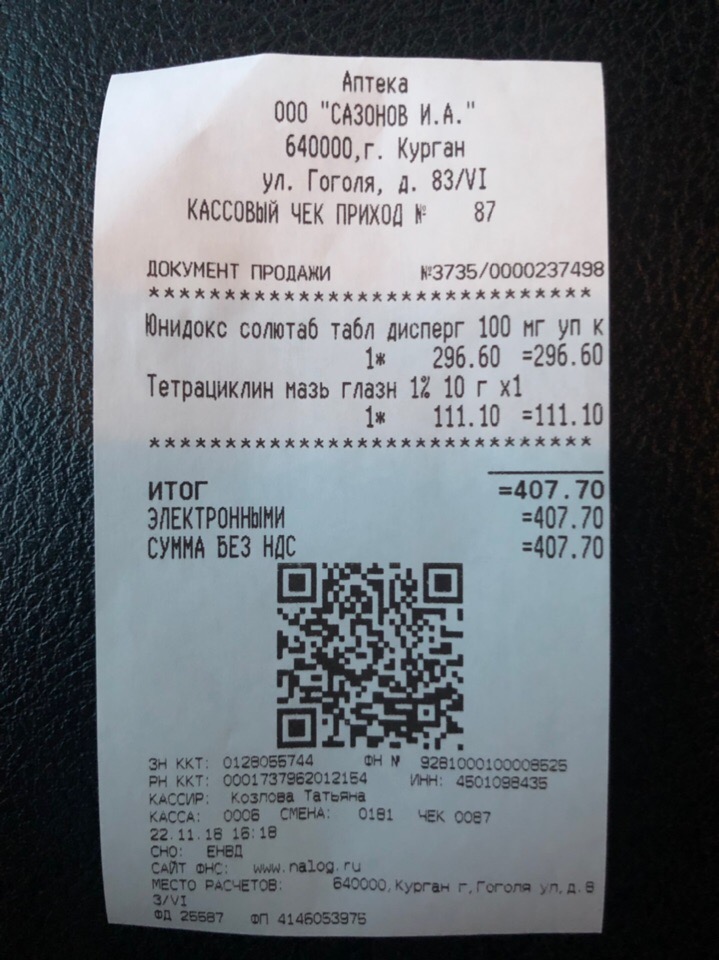 Аптека
ООО "САЗОНОВ И.А."
640000,г. Курган
ул. Гоголя, д. 83/VI
КАССОВЫЙ ЧЕК ПРИХОД № 87
ДОКУМЕНТ ПРОДАЖИ №3735/0000237498
***********************************
Юнидокс солютаб табл дисперг 100 мг уп к
1* 296.60 =296.60
Тетрациклин мазь глазн 1% 10 г x1
1* 111.10 =111.10
***********************************
ИТОГ =407.70
ЭЛЕКТРОННЫМИ =407.70
СУММА БЕЗ НДС =407.70
ЗН ККТ: 0128055744 ФН № 9281000100008525
РН ККТ: 0001737962012154 ИНН: 4501098435
КАССИР: Козлова Татьяна
КАССА: 0006 СМЕНА: 0181 ЧЕК 0087
22.11.18 16:18
СНО: ЕНВД
САЙТ ФНС: www.nalog.ru
МЕСТО РАСЧЕТОВ: 640000,Курган г,Гоголя ул,д.8
3/VI
ФД 25587 ФП 4146053975